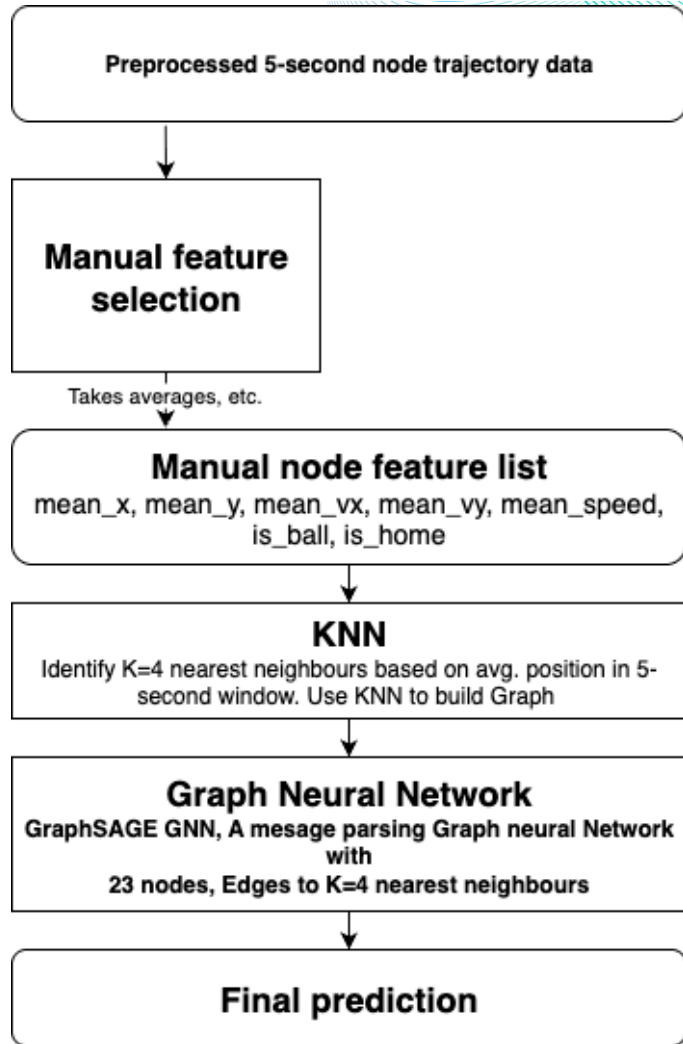 Preprocessed 5-second node trajectory data
Manual feature
selection
Takes averages, etc.
Manual node feature list
mean_x, mean_y, mean_vx, mean_vy, mean_speed,
is_ball, is_home
KNN
Identify K=4 nearest neighbours based on avg. position in 5-
second window. Use KNN to build Graph
Graph Neural Network
GraphSAGE GNN, A mesage parsing Graph neural Network
with
23 nodes, Edges to K=4 nearest neighbours
Final prediction